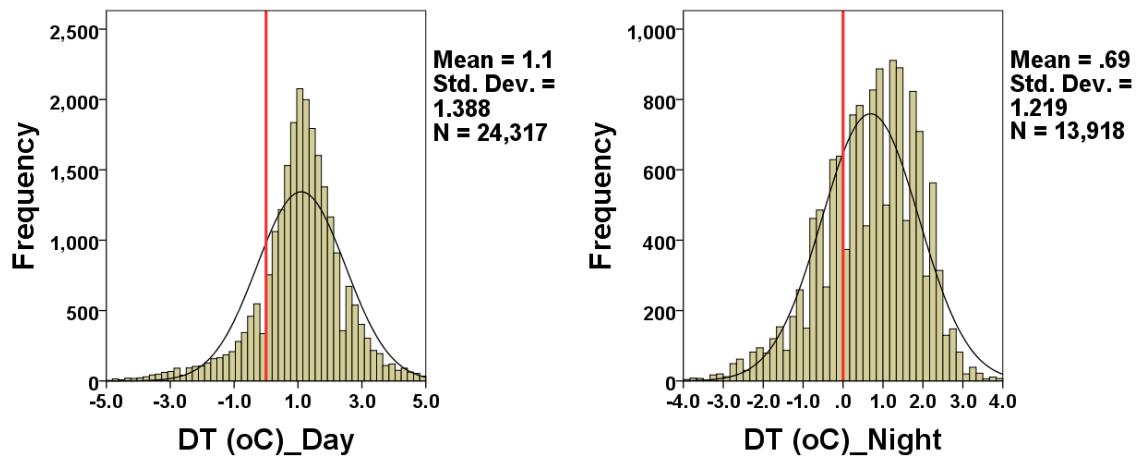 2,500
2,000
1,500
1,000
500
0
Frequency
-5.0 -3.0 -1.0 1.0 3.0 5.0
DT (oC)_Day
Mean = 1.1
Std. Dev. =
1.388
N = 24,317
1,000
800
600
400
200
0
Frequency
-4.0 -3.0 -2.0 -1.0 .0 1.0 2.0 3.0 4.0
DT (oC)_Night
Mean = .69
Std. Dev. =
1.219
N = 13,918